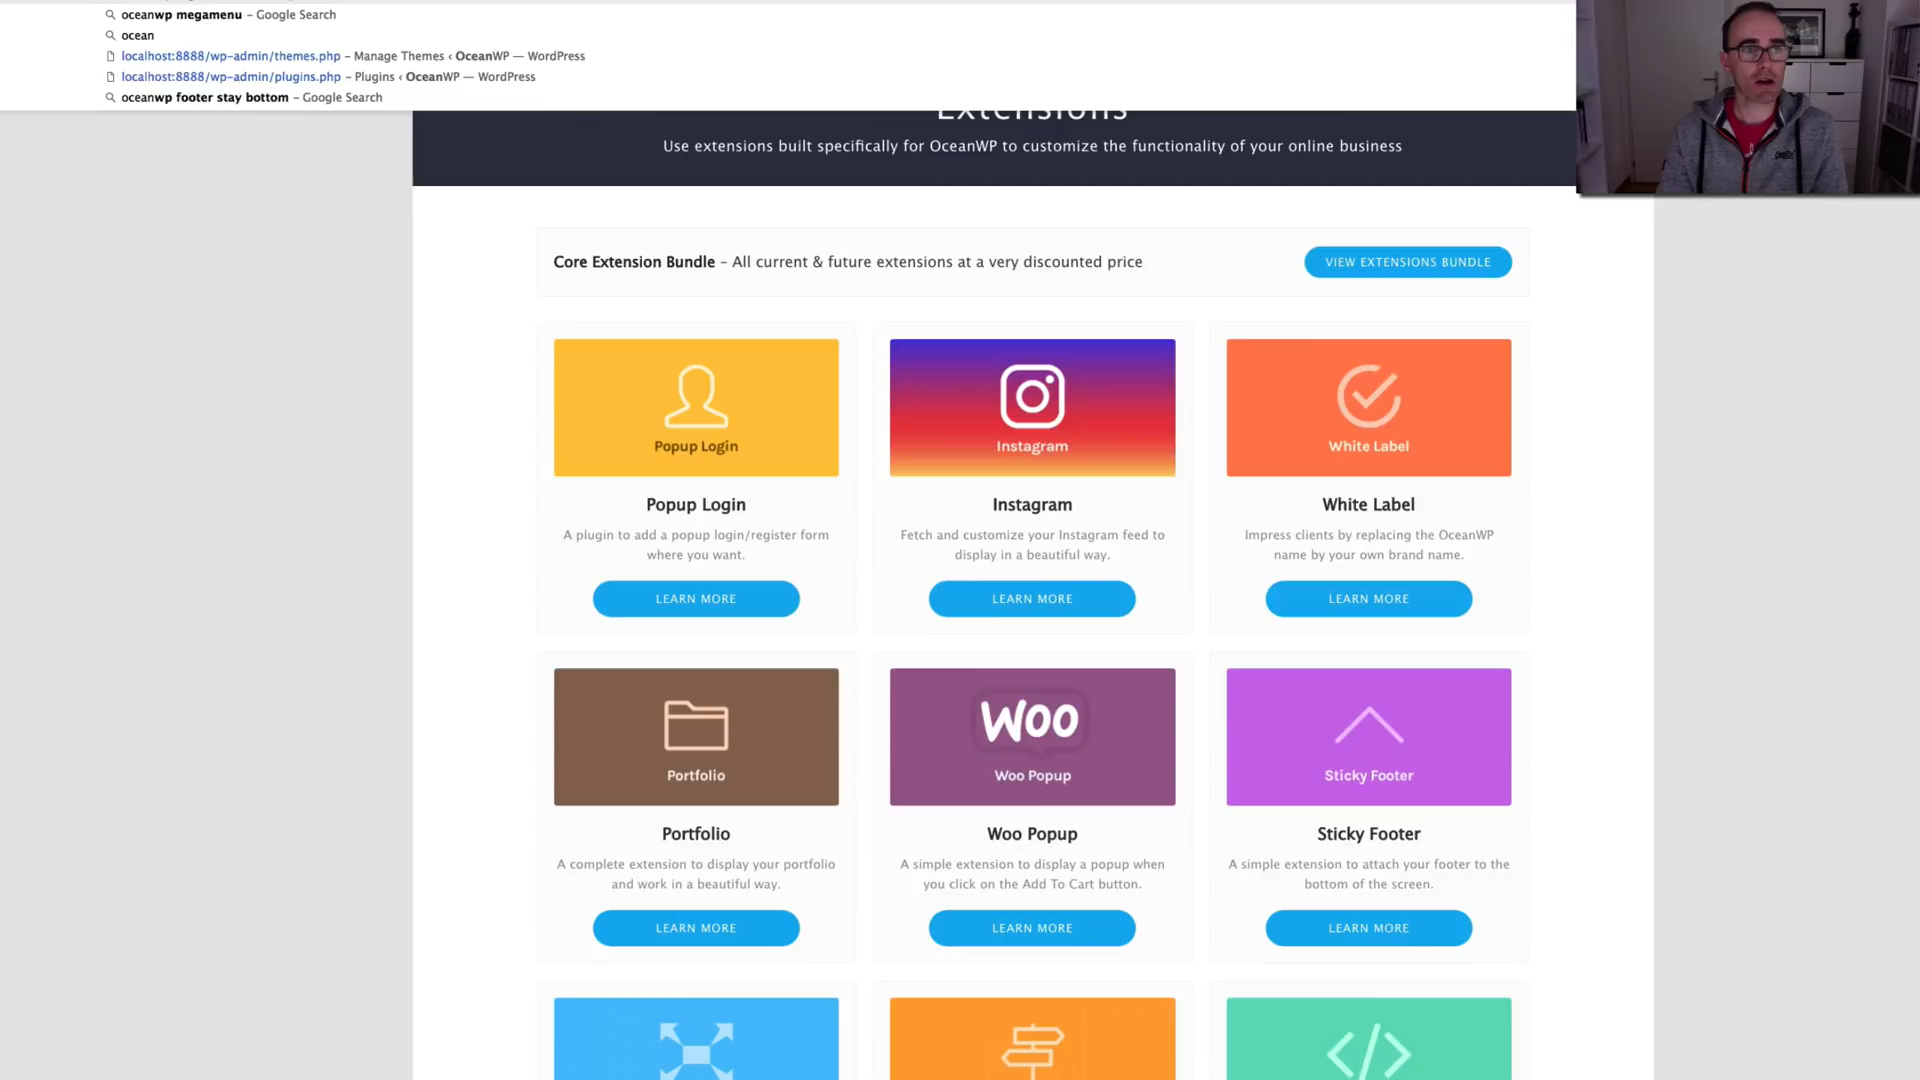 oceanwp megamenu – Google Search
ocean
localhost:8888/wp-admin/themes.php – Manage Themes ‹ OceanWP — WordPress
localhost:8888/wp-admin/plugins.php – Plugins ‹ OceanWP — WordPress
oceanwp footer stay bottom – Google Search
Extensions
Use extensions built specifically for OceanWP to customize the functionality of your online business
Core Extension Bundle – All current & future extensions at a very discounted price
VIEW EXTENSIONS BUNDLE
Popup Login
Instagram
White Label
Popup Login
Instagram
White Label
A plugin to add a popup login/register form
where you want.
Fetch and customize your Instagram feed to
display in a beautiful way.
Impress clients by replacing the OceanWP
name by your own brand name.
LEARN MORE
LEARN MORE
LEARN MORE
Woo
Portfolio
Woo Popup
Sticky Footer
Portfolio
Woo Popup
Sticky Footer
A complete extension to display your portfolio
and work in a beautiful way.
A simple extension to display a popup when
you click on the Add To Cart button.
A simple extension to attach your footer to the
bottom of the screen.
LEARN MORE
LEARN MORE
LEARN MORE